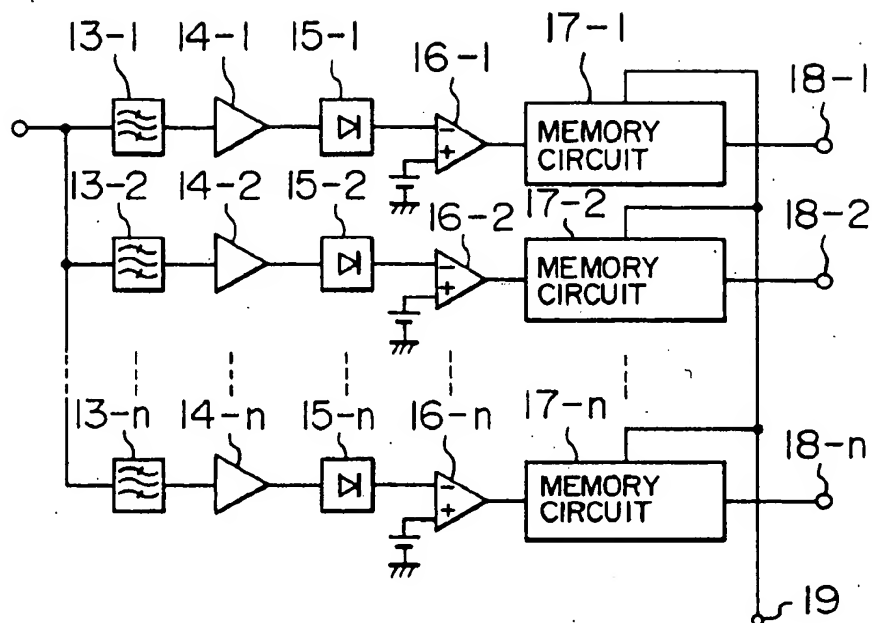 13-1 14-1 15-1 16-1 17-1 18-1
MEMORY
CIRCUIT
13-2 14-2 15-2 16-2 17-2 18-2
MEMORY
CIRCUIT
13-n 14-n 15-n 16-n 17-n 18-n
MEMORY
CIRCUIT
19